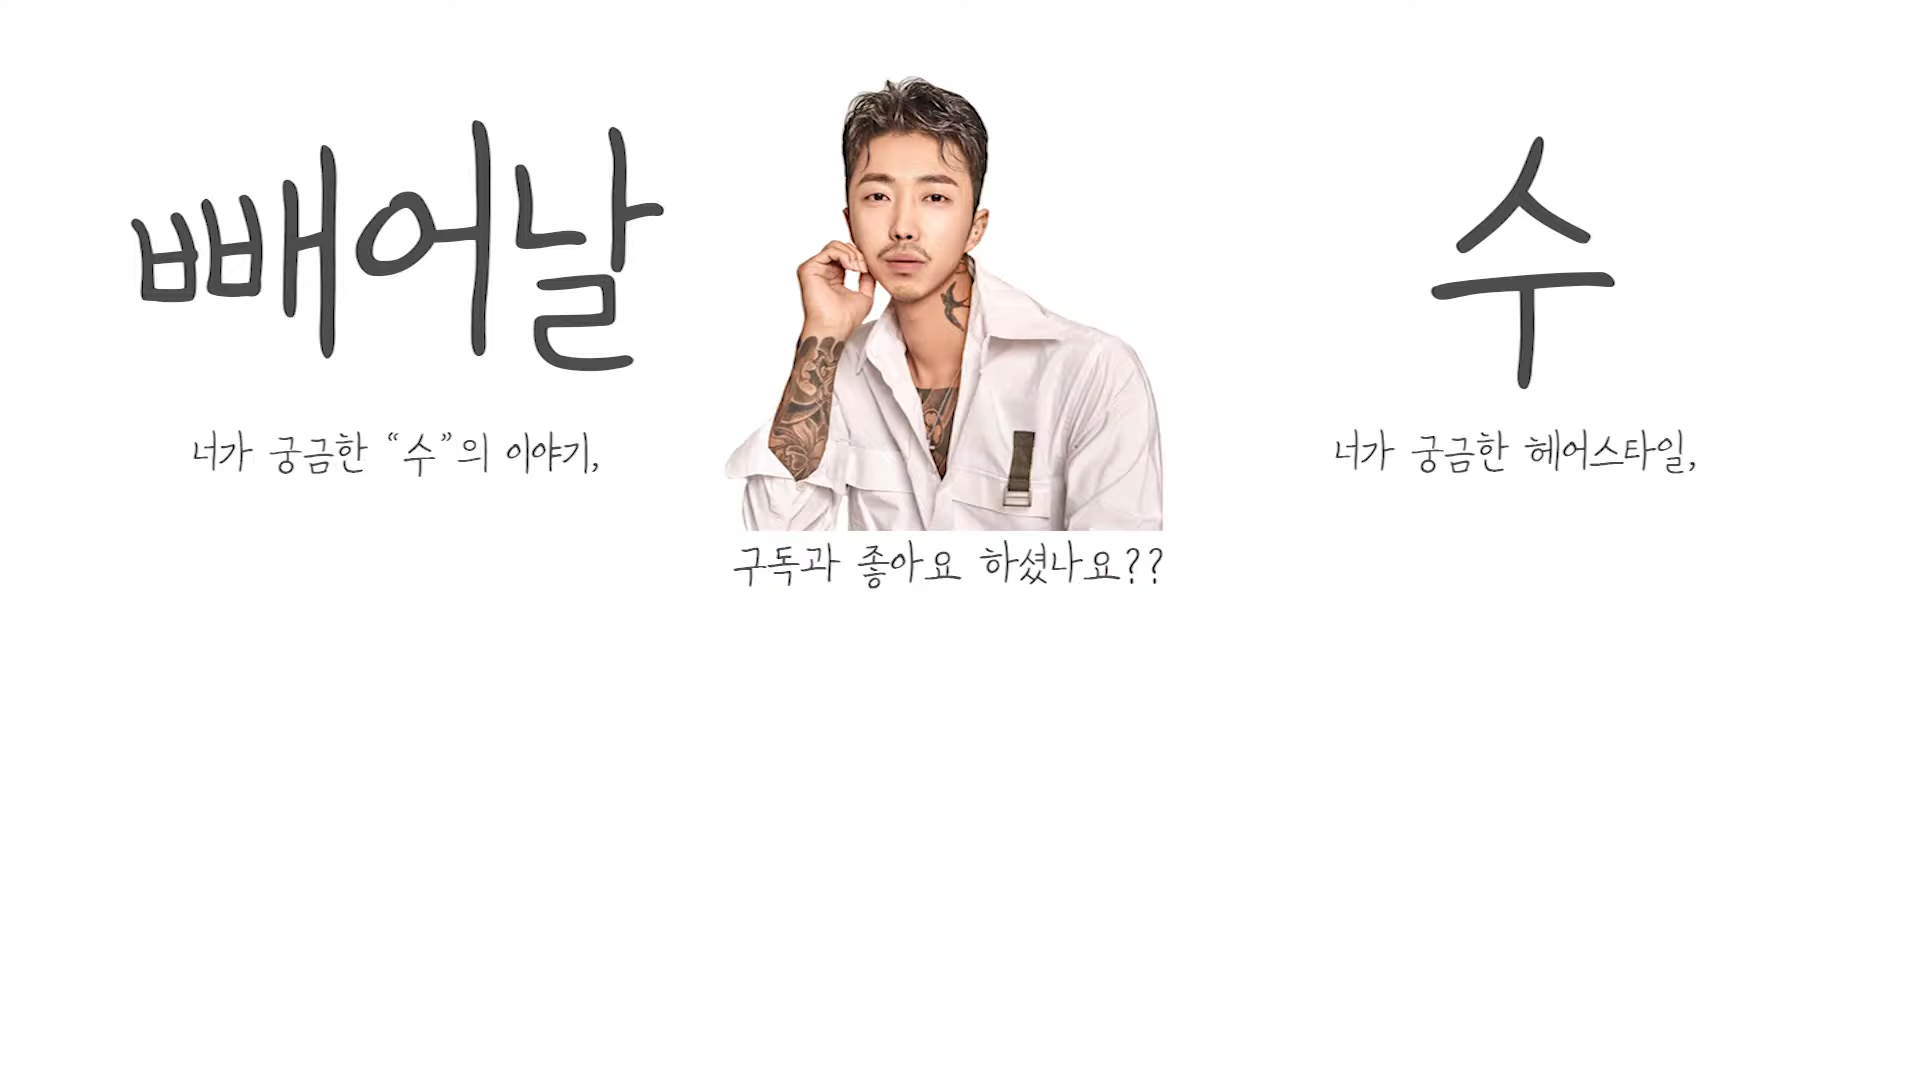 빼어날
수
너가 궁금한 “수”의 이야기,
너가 궁금한 헤어스타일,
구독과 좋아요 하셨나요??